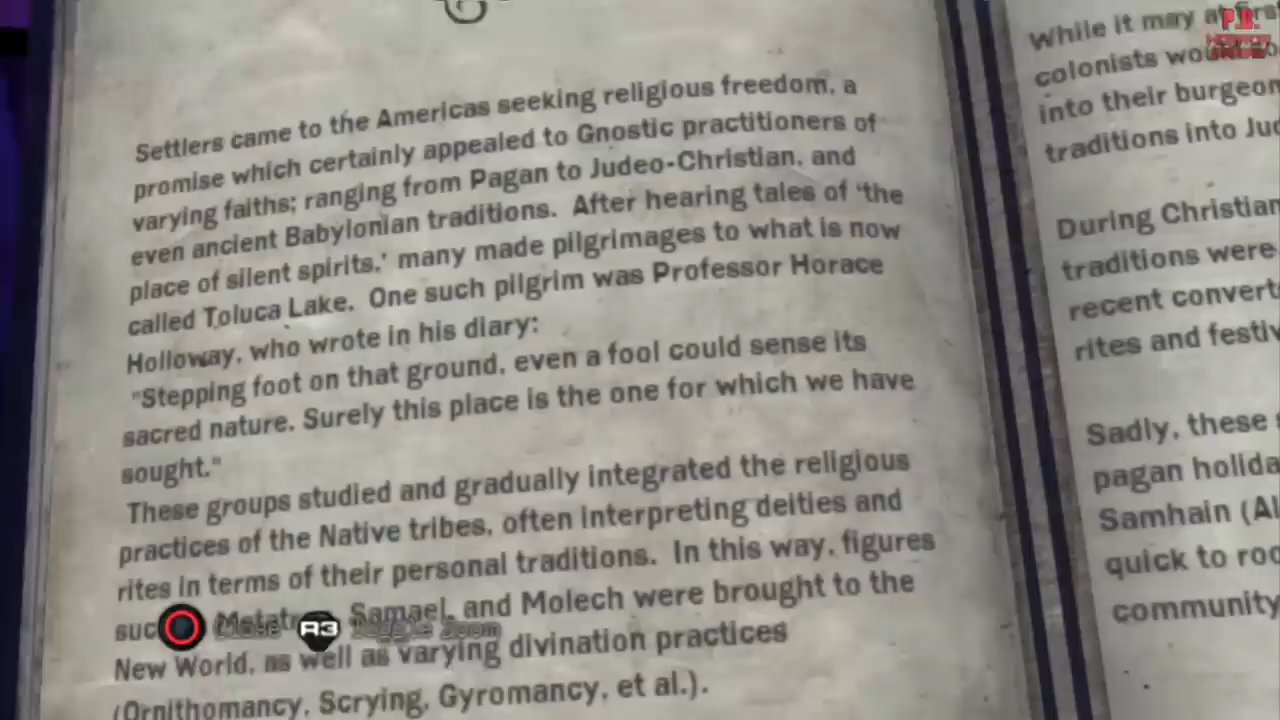 Settlers came to the Americas seeking religious freedom, a
promise which certainly appealed to Gnostic practitioners of
varying faiths; ranging from Pagan to Judeo-Christian, and
even ancient Babylonian traditions. After hearing tales of 'the
place of silent spirits,' many made pilgrimages to what is now
called Toluca Lake. One such pilgrim was Professor Horace
Holloway, who wrote in his diary:
"Stepping foot on that ground, even a fool could sense its
sacred nature. Surely this place is the one for which we have
sought."
These groups studied and gradually integrated the religious
practices of the Native tribes, often interpreting deities and
rites in terms of their personal traditions. In this way, figures
Samael, and Molech were brought to the
New World, as well as varying divination practices
(Ornithomancy, Scrying, Gyromancy, et al.).
R3
While it may at
colonists
into their burgeon
traditions into Jud
During Christian
traditions were
recent convert
rites and festiv
Sadly, these
pagan holida
Samhain (Al
quick to roo
community